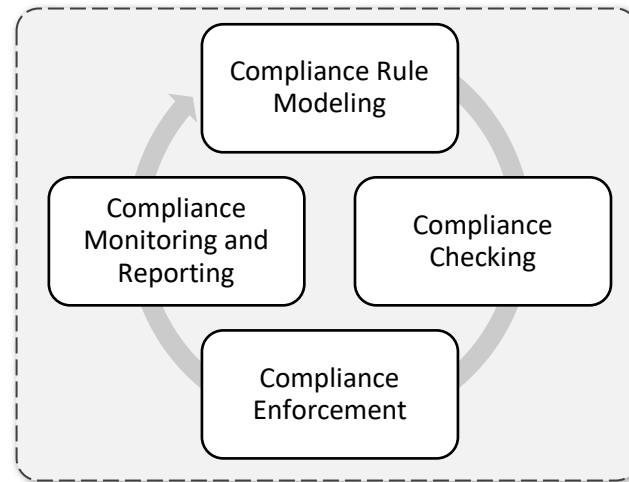 Compliance Rule
Modeling
Compliance
Checking
Compliance
Enforcement
Compliance
Monitoring and
Reporting